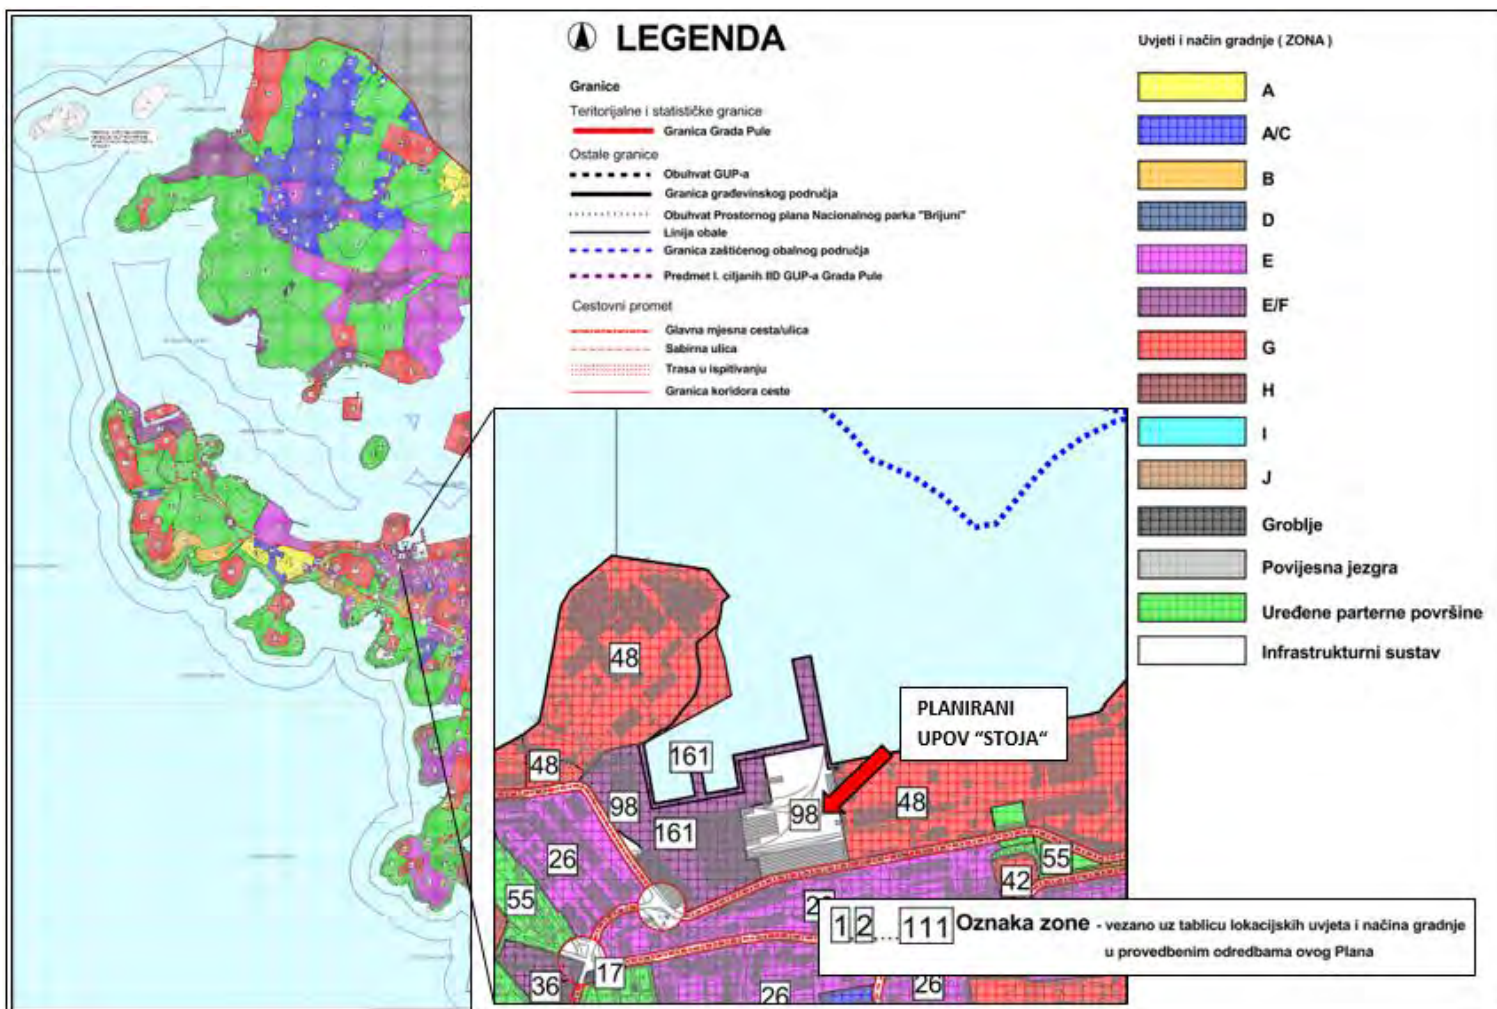 LEGENDA
Granice
Teritorijalne i statističke granice
Granica Grada Pule
Ostale granice
Obuhvat GUP-a
Granica građevinskog područja
Obuhvat Prostornog plana Nacionalnog parka "Brijuni"
Linija obale
Granica zaštićenog obalnog područja
Predmet I. ciljanih IID GUP-a Grada Pule
Cestovni promet
Glavna mjesna cesta/ulica
Sabirna ulica
Trasa u ispitivanju
Granica koridora ceste
Uvjeti i način gradnje ( ZONA )
A
A/C
B
D
E
E/F
G
H
I
J
Groblje
Povijesna jezgra
Uređene parterne površine
Infrastrukturni sustav
48
PLANIRANI
UPOV "STOJA"
48
161
98
161
98
48
26
55
55
42
17
36
26
26
1 2 ... 111 Oznaka zone - vezano uz tablicu lokacijskih uvjeta i načina gradnje
u provedbenim odredbama ovog Plana